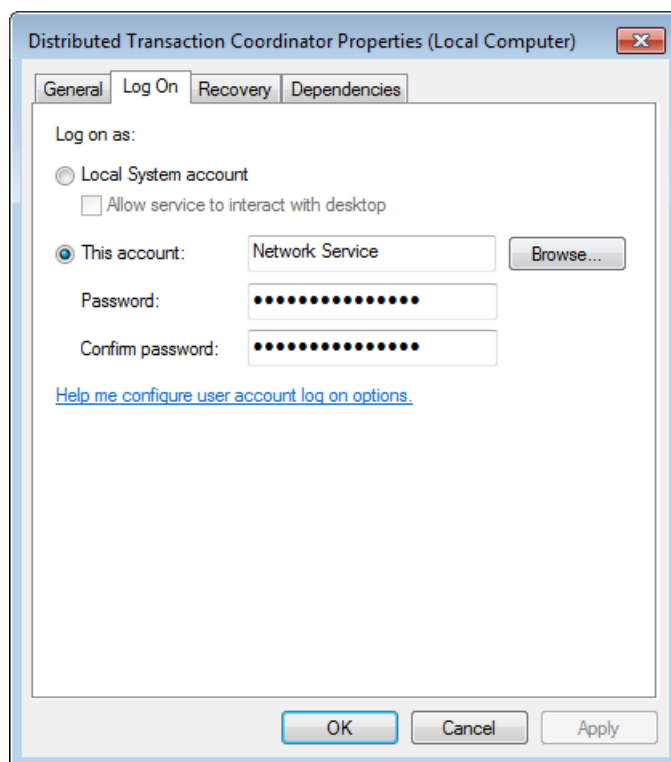 Distributed Transaction Coordinator Properties (Local Computer)
General Log On Recovery Dependencies
Log on as:
Local System account
Allow service to interact with desktop
This account: Network Service Browse...
Password: ●●●●●●●●●●●●●●●
Confirm password: ●●●●●●●●●●●●●●●
Help me configure user account log on options.
OK Cancel Apply